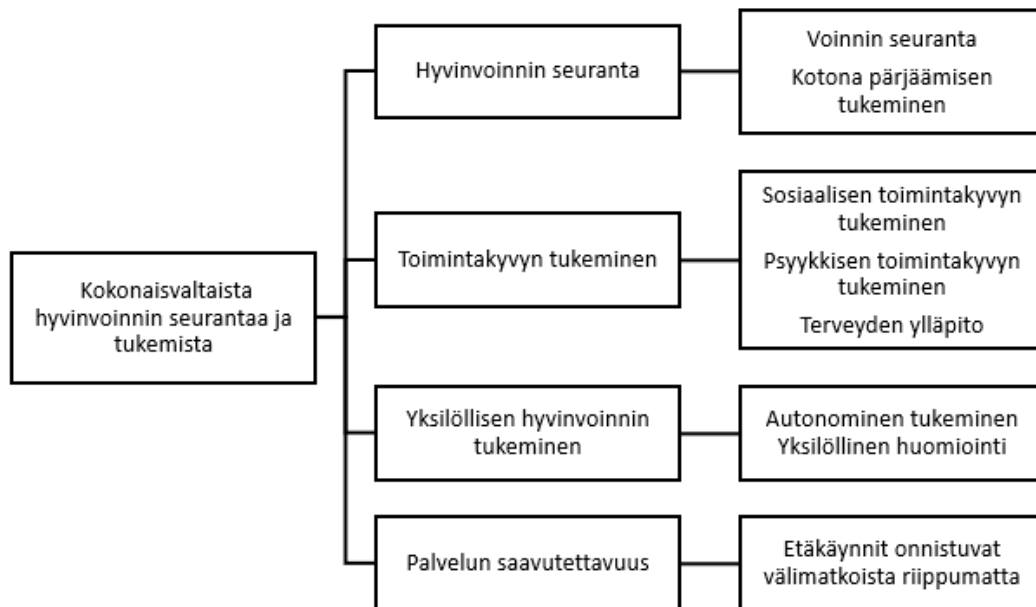 Kokonaisvaltaista
hyvinvoinnin seurantaa ja
tukemista
Hyvinvoinnin seuranta
Voinnin seuranta
Kotona pärjäämisen
tukeminen
Toimintakyvyn tukeminen
Sosiaalisen toimintakyvyn
tukeminen
Psyykkisen toimintakyvyn
tukeminen
Terveyden ylläpito
Yksilöllisen hyvinvoinnin
tukeminen
Autonominen tukeminen
Yksilöllinen huomiointi
Palvelun saavutettavuus
Etäkäynnit onnistuvat
välimatkoista riippumatta